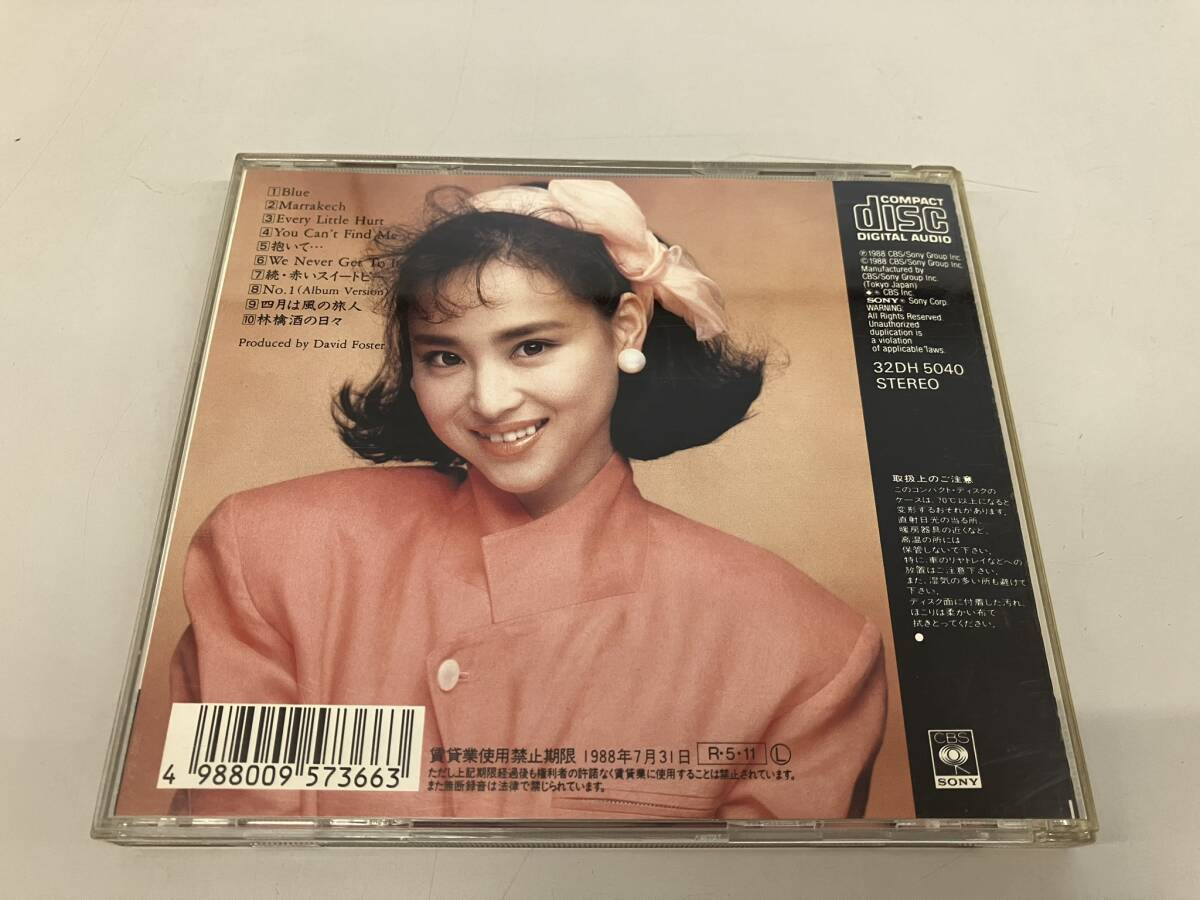 1 Blue
2 Marrakech
3 Every Little Hurt
4 You Can't Find Me
5 抱いて…
6 We Never Get To It
7 続・赤いスイートピー
8 No.1 (Album Version)
9 四月は風の旅人
10 林檎酒の日々
Produced by David Foster
COMPACT
disc
DIGITAL AUDIO
Ⓟ1988 CBS/Sony Group Inc.
©1988 CBS/Sony Group Inc.
Manufactured by
CBS/Sony Group Inc.
(Tokyo Japan)
® CBS Inc.
SONY® Sony Corp.
WARNING:
All Rights Reserved.
Unauthorized
duplication is
a violation
of applicable laws.
32DH 5040
STEREO
取扱上のご注意
このコンパクト・ディスクの
ケースは、70℃以上になると
変形するおそれがあります。
直射日光の当る所、
暖房器具の近くなど、
高温の所には
保管しないで下さい。
特に、車のリヤトレイなどへの
放置はご注意下さい。
また、湿気の多い所も避けて
下さい。
ディスク面に付着した汚れ、
ほこりは柔かい布で
拭きとってください。
CBS
SONY
4 988009 573663
賃貸業使用禁止期限 1988年7月31日 R・5・11 Ⓛ
ただし上記期限経過後も権利者の許諾なく賃貸業に使用することは禁止されています。
また無断録音は法律で禁じられています。